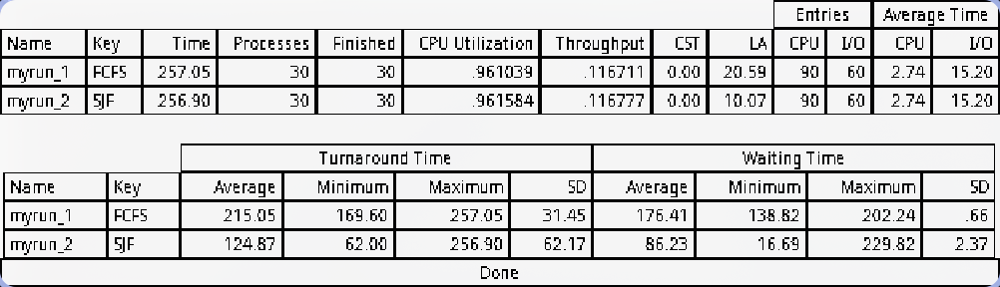 Entries Average Time
Name Key Time Processes Finished CPU Utilization Throughput CST LA CPU I/O CPU I/O
myrun_1 FCFS 257.05 30 30 .961039 .116711 0.00 20.59 90 60 2.74 15.20
myrun_2 SJF 256.90 30 30 .961584 .116777 0.00 10.07 90 60 2.74 15.20
Turnaround Time Waiting Time
Name Key Average Minimum Maximum SD Average Minimum Maximum SD
myrun_1 FCFS 215.05 169.60 257.05 31.45 176.41 138.82 202.24 .66
myrun_2 SJF 124.87 62.00 256.90 62.17 86.23 16.69 229.82 2.37
Done